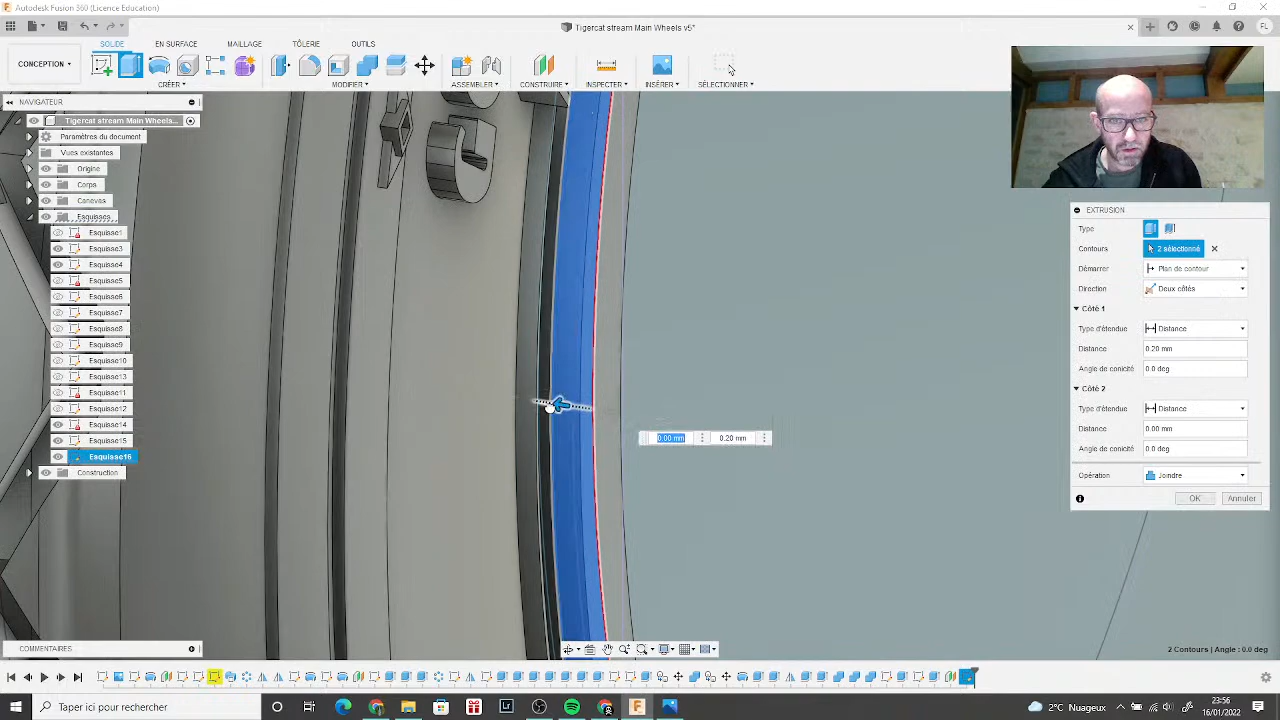 Autodesk Fusion 360 (Licence Education)
Tigercat stream Main Wheels v5*
FL
SOLIDE EN SURFACE MAILLAGE TÔLERIE OUTILS
CONCEPTION
CRÉER MODIFIER ASSEMBLER CONSTRUIRE INSPECTER INSÉRER SÉLECTIONNER
NAVIGATEUR
Tigercat stream Main Wheels...
Paramètres du document
Vues existantes
Origine
Corps
Canevas
Esquisses
Esquisse1
Esquisse3
Esquisse4
Esquisse5
Esquisse6
Esquisse7
Esquisse8
Esquisse9
Esquisse10
Esquisse13
Esquisse11
Esquisse12
Esquisse14
Esquisse15
Esquisse16
Construction
0.00 mm 0.20 mm
EXTRUSION
Type
Contours 2 sélectionné
Démarrer Plan de contour
Direction Deux côtés
Côté 1
Type d'étendue Distance
Distance 0.20 mm
Angle de conicité 0.0 deg
Côté 2
Type d'étendue Distance
Distance 0.00 mm
Angle de conicité 0.0 deg
Opération Joindre
OK Annuler
COMMENTAIRES
2 Contours | Angle : 0.0 deg
Taper ici pour rechercher
2°C Nuageux
23:56
16/01/2022